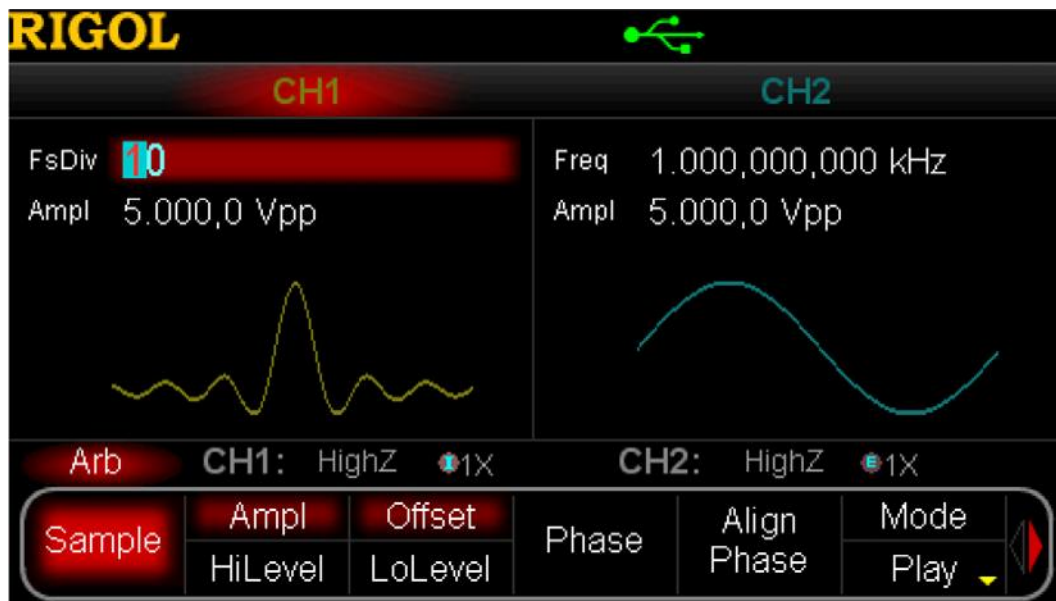 RIGOL
CH1 CH2
FsDiv 10
Ampl 5.000,0 Vpp
Freq 1.000,000,000 kHz
Ampl 5.000,0 Vpp
Arb CH1: HighZ I 1X CH2: HighZ E 1X
Sample
Ampl
HiLevel
Offset
LoLevel
Phase
Align
Phase
Mode
Play